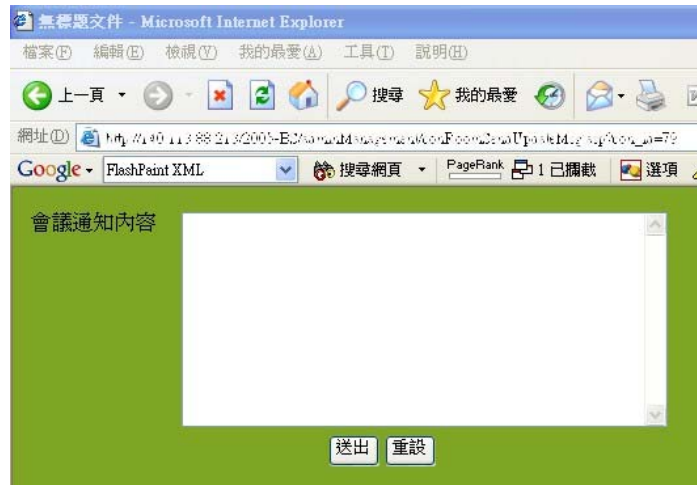 無標題文件 - Microsoft Internet Explorer
檔案(F) 編輯(E) 檢視(V) 我的最愛(A) 工具(T) 說明(H)
上一頁 搜尋 我的最愛
網址(D)
Google FlashPaint XML 搜尋網頁 PageRank 1 已攔截 選項
會議通知內容
送出 重設